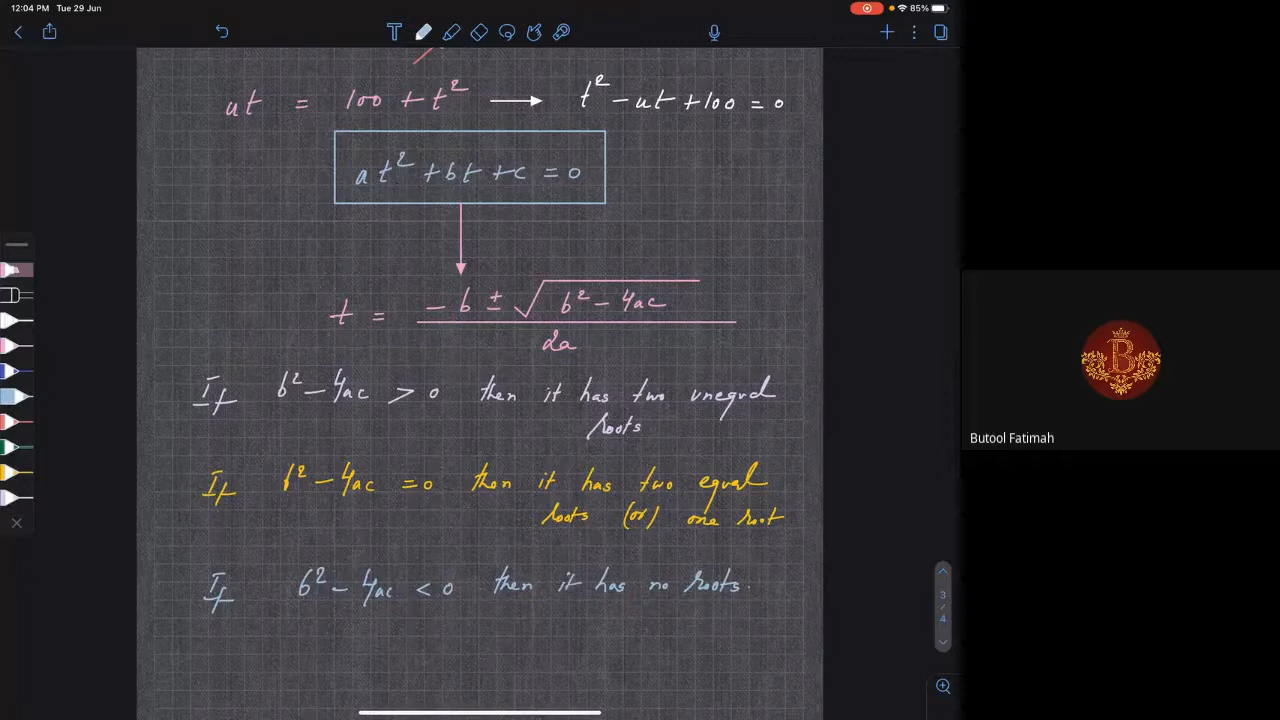 12:04 PM Tue 29 Jun
85%
T
ut = 100 + t² ⟶ t² - ut + 100 = 0
at² + bt + c = 0
t = (-b ± √(b² - 4ac)) / 2a
If b² - 4ac > 0 then it has two unequal
roots
If b² - 4ac = 0 then it has two equal
roots (or) one root
If b² - 4ac < 0 then it has no roots.
3
/
4
B
Butool Fatimah